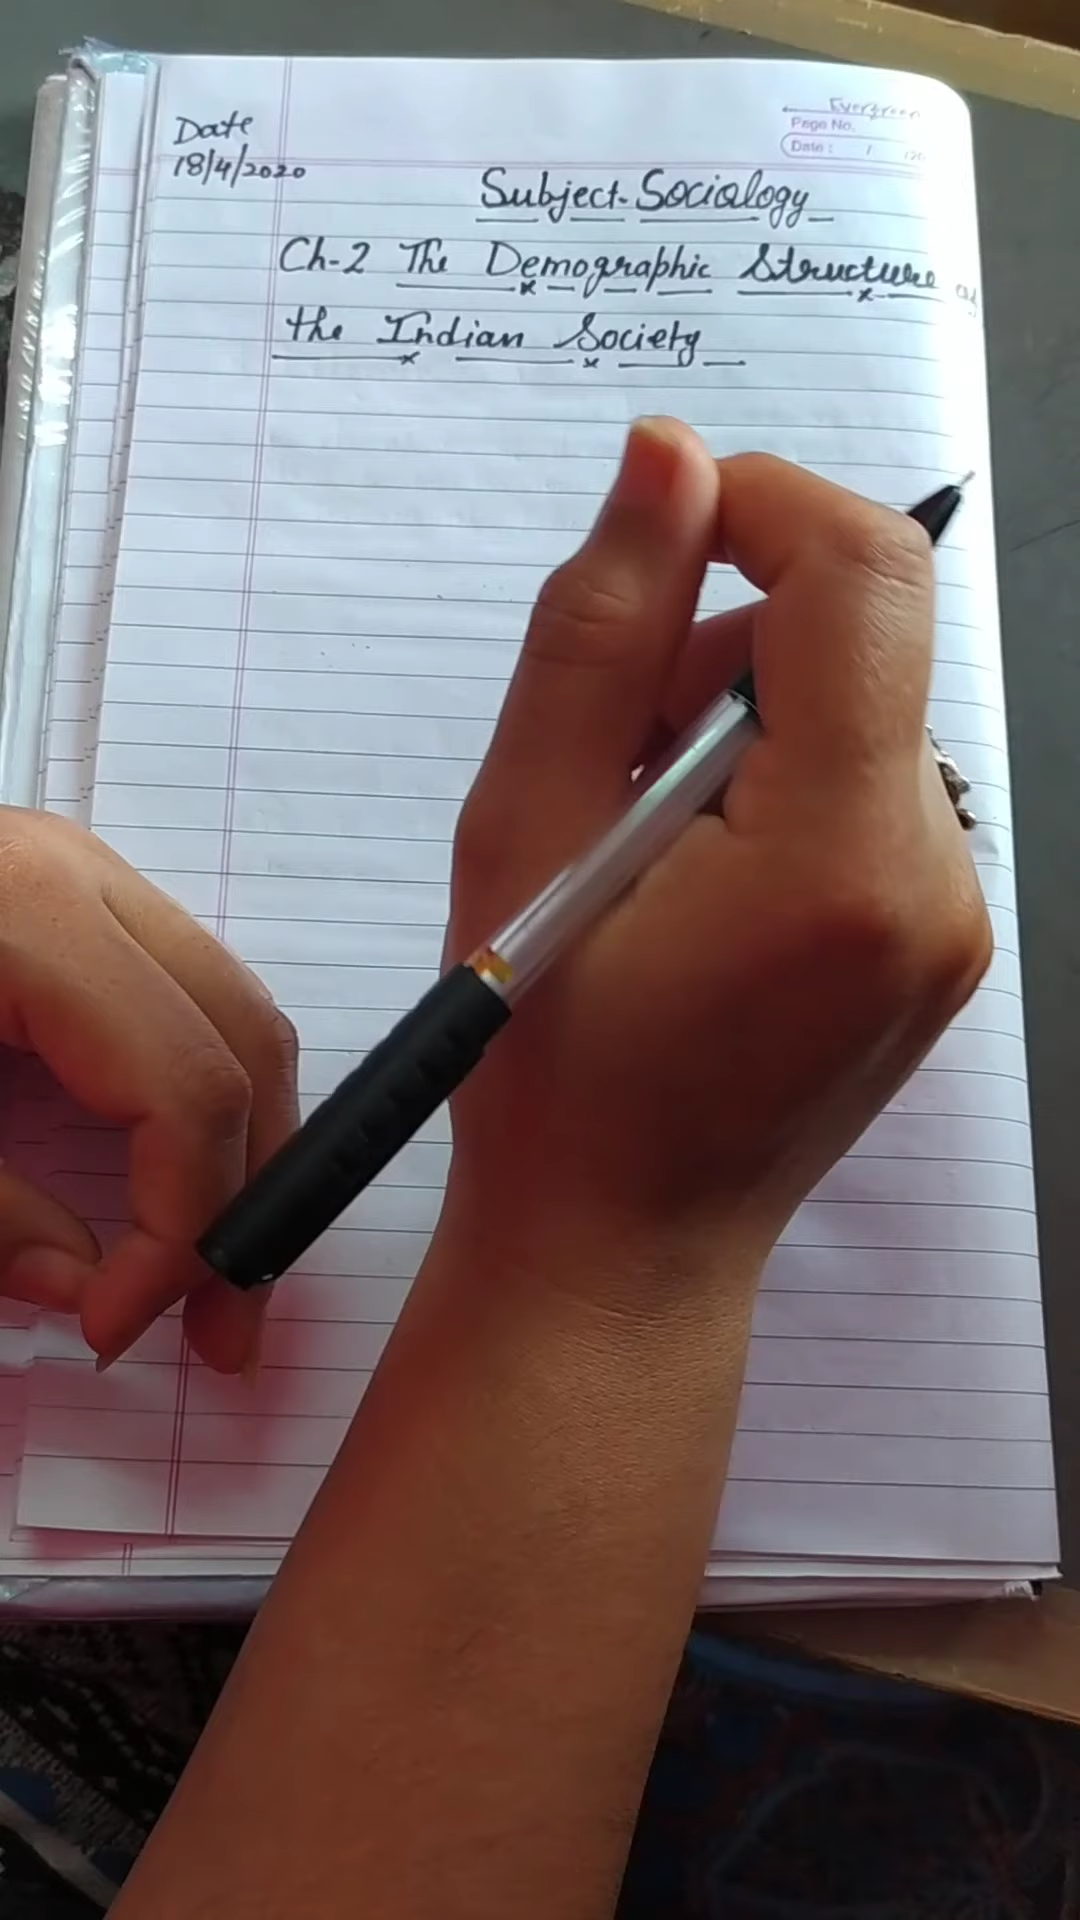 Evergreen
Page No.
Date : / /20
Date
18/4/2020
Subject- Socialogy
Ch-2 The Demographic Structure of
the Indian Society